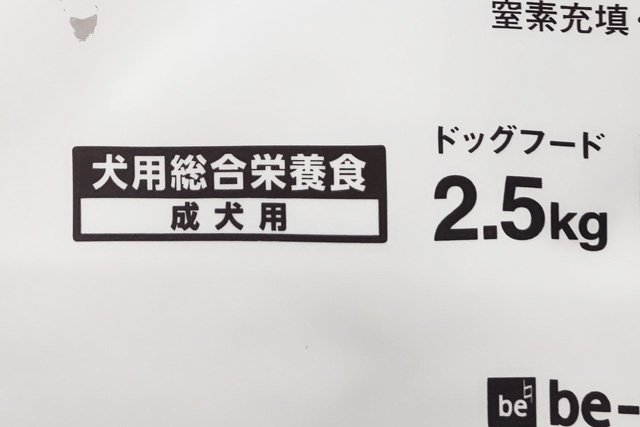 窒素充填・
犬用総合栄養食
成犬用
ドッグフード
2.5kg
be
be-